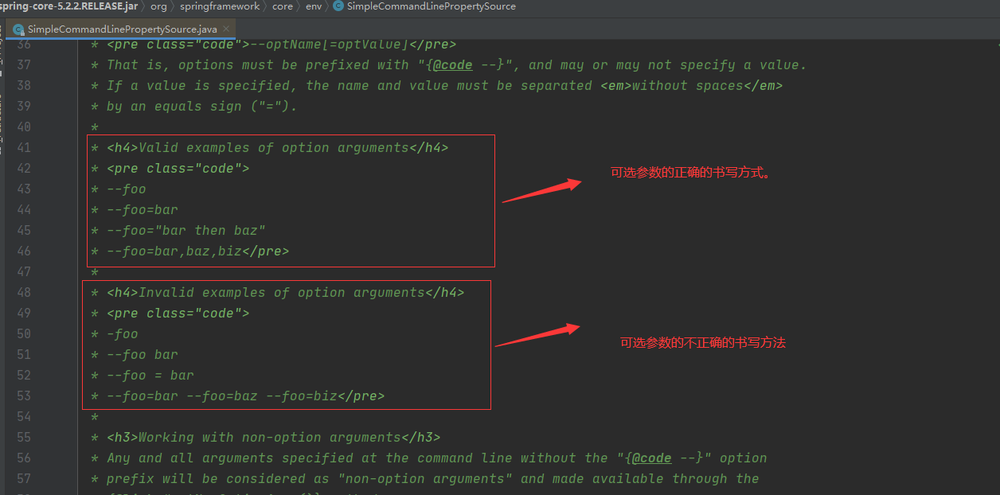 spring-core-5.2.2.RELEASE.jar 〉 org 〉 springframework 〉 core 〉 env 〉 C SimpleCommandLinePropertySource
SimpleCommandLinePropertySource.java ×
36 * <pre class="code">--optName[=optValue]</pre>
37 * That is, options must be prefixed with "{@code --}", and may or may not specify a value.
38 * If a value is specified, the name and value must be separated <em>without spaces</em>
39 * by an equals sign ("=").
40 *
41 * <h4>Valid examples of option arguments</h4>
42 * <pre class="code">
可选参数的正确的书写方式。
43 * --foo
44 * --foo=bar
45 * --foo="bar then baz"
46 * --foo=bar,baz,biz</pre>
47 *
48 * <h4>Invalid examples of option arguments</h4>
49 * <pre class="code">
50 * -foo
可选参数的不正确的书写方法
51 * --foo bar
52 * --foo = bar
53 * --foo=bar --foo=baz --foo=biz</pre>
54 *
55 * <h3>Working with non-option arguments</h3>
56 * Any and all arguments specified at the command line without the "{@code --}" option
57 * prefix will be considered as "non-option arguments" and made available through the